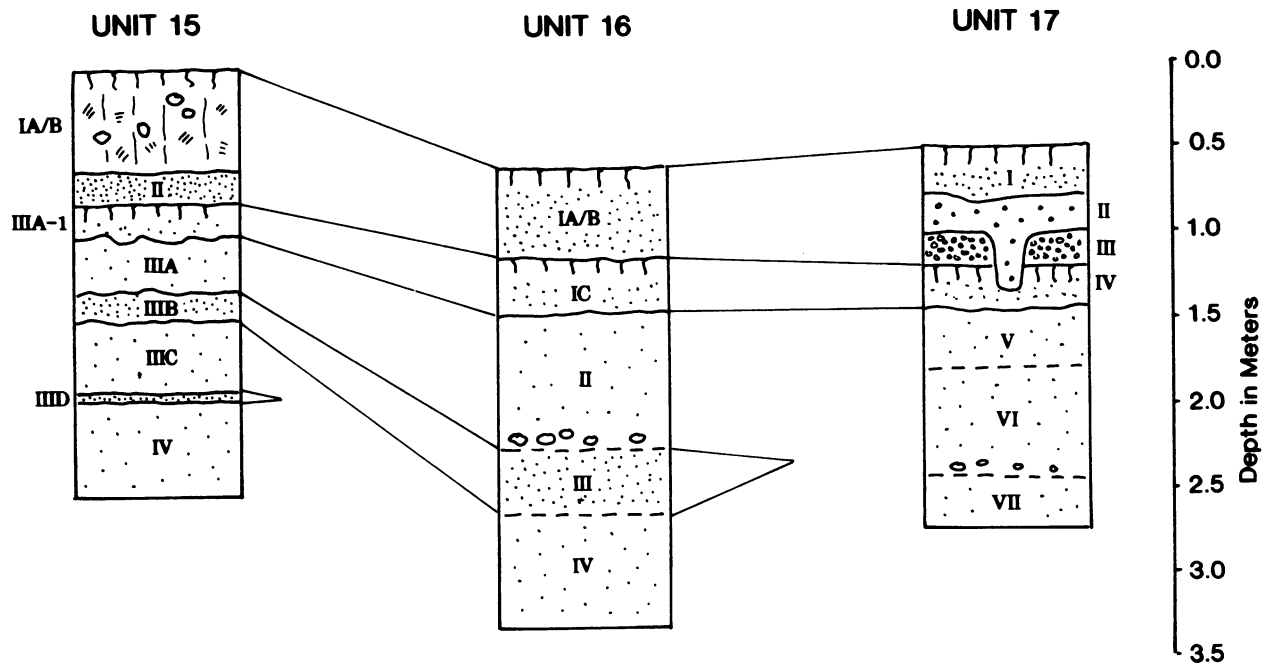 UNIT 15
UNIT 16
UNIT 17
IA/B
II
IIIA-1
IIIA
IIIB
IIIC
IIID
IV
IA/B
IC
II
III
IV
I
II
III
IV
V
VI
VII
0.0
0.5
1.0
1.5
2.0
2.5
3.0
3.5
Depth in Meters